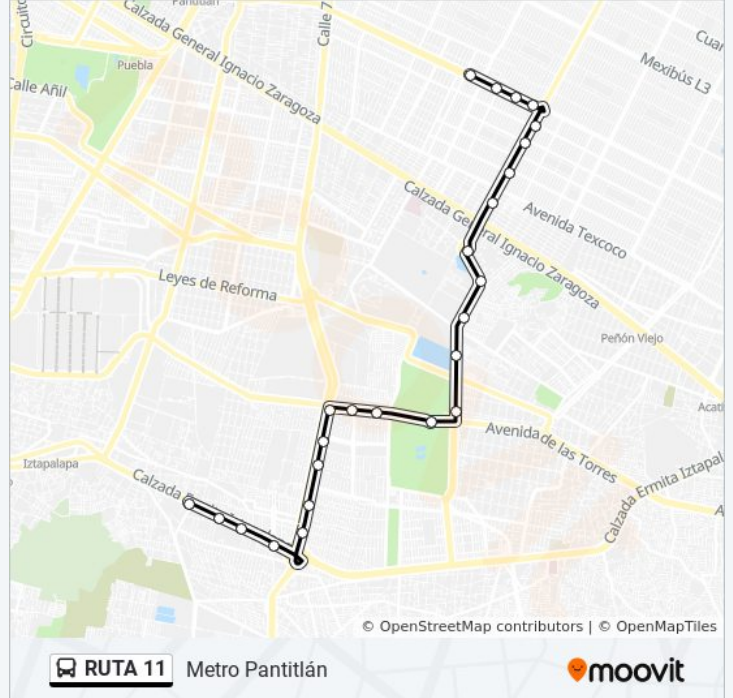 Pantitlán
Circuito
Calzada General Ignacio Zaragoza
Calle 7
Cuar
Puebla
Mexibús L3
Calle Añil
Calzada General Ignacio Zaragoza
Avenida Texcoco
Leyes de Reforma
Peñón Viejo
Acati
Avenida de las Torres
Iztapalapa
Calzada
Calzada Ermita Iztapal
A
© OpenStreetMap contributors | © OpenMapTiles
RUTA 11 Metro Pantitlán
moovit